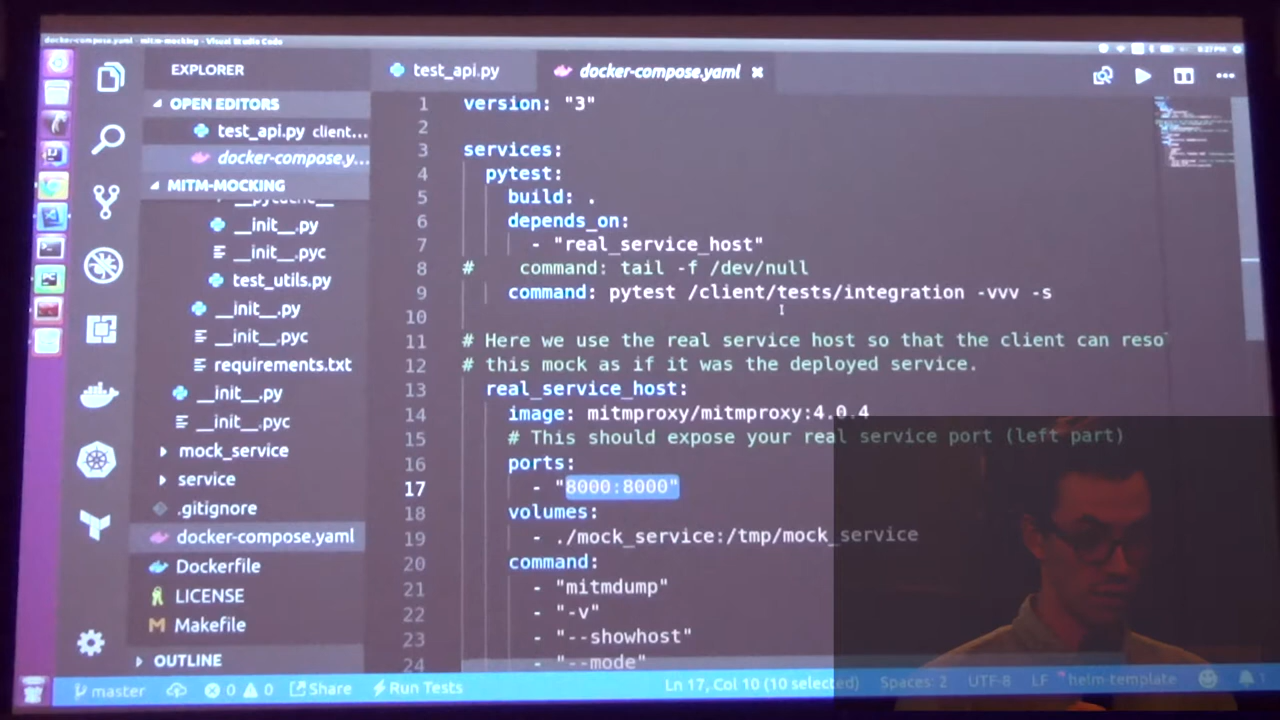 docker-compose.yaml - mitm-mocking - Visual Studio Code
8:27 PM
EXPLORER
OPEN EDITORS
test_api.py client...
docker-compose.y...
MITM-MOCKING
__pycache__
__init__.py
__init__.pyc
test_utils.py
__init__.py
__init__.pyc
requirements.txt
__init__.py
__init__.pyc
mock_service
service
.gitignore
docker-compose.yaml
Dockerfile
LICENSE
Makefile
OUTLINE
test_api.py
docker-compose.yaml
1 version: "3"
2
3 services:
4 pytest:
5 build: .
6 depends_on:
7 - "real_service_host"
8 # command: tail -f /dev/null
9 command: pytest /client/tests/integration -vvv -s
10
11 # Here we use the real service host so that the client can reso
12 # this mock as if it was the deployed service.
13 real_service_host:
14 image: mitmproxy/mitmproxy:4.0.4
15 # This should expose your real service port (left part)
16 ports:
17 - "8000:8000"
18 volumes:
19 - ./mock_service:/tmp/mock_service
20 command:
21 - "mitmdump"
22 - "-v"
23 - "--showhost"
24 - "--mode"
master 0 0 Share Run Tests Ln 17, Col 10 (10 selected) Spaces: 2 UTF-8 LF helm-template 1